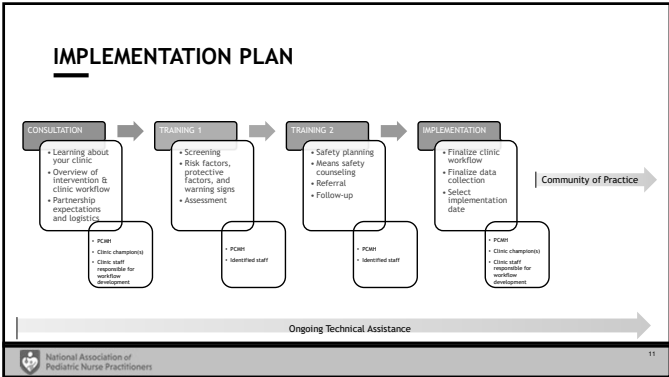 IMPLEMENTATION PLAN
CONSULTATION
• Learning about
your clinic
• Overview of
intervention &
clinic workflow
• Partnership
expectations
and logistics
• PCMH
• Clinic champion(s)
• Clinic staff
responsible for
workflow
development
TRAINING 1
• Screening
• Risk factors,
protective
factors, and
warning signs
• Assessment
• PCMH
• Identified staff
TRAINING 2
• Safety planning
• Means safety
counseling
• Referral
• Follow-up
• PCMH
• Identified staff
IMPLEMENTATION
• Finalize clinic
workflow
• Finalize data
collection
• Select
implementation
date
• PCMH
• Clinic champion(s)
• Clinic staff
responsible for
workflow
development
Community of Practice
Ongoing Technical Assistance
National Association of
Pediatric Nurse Practitioners
11